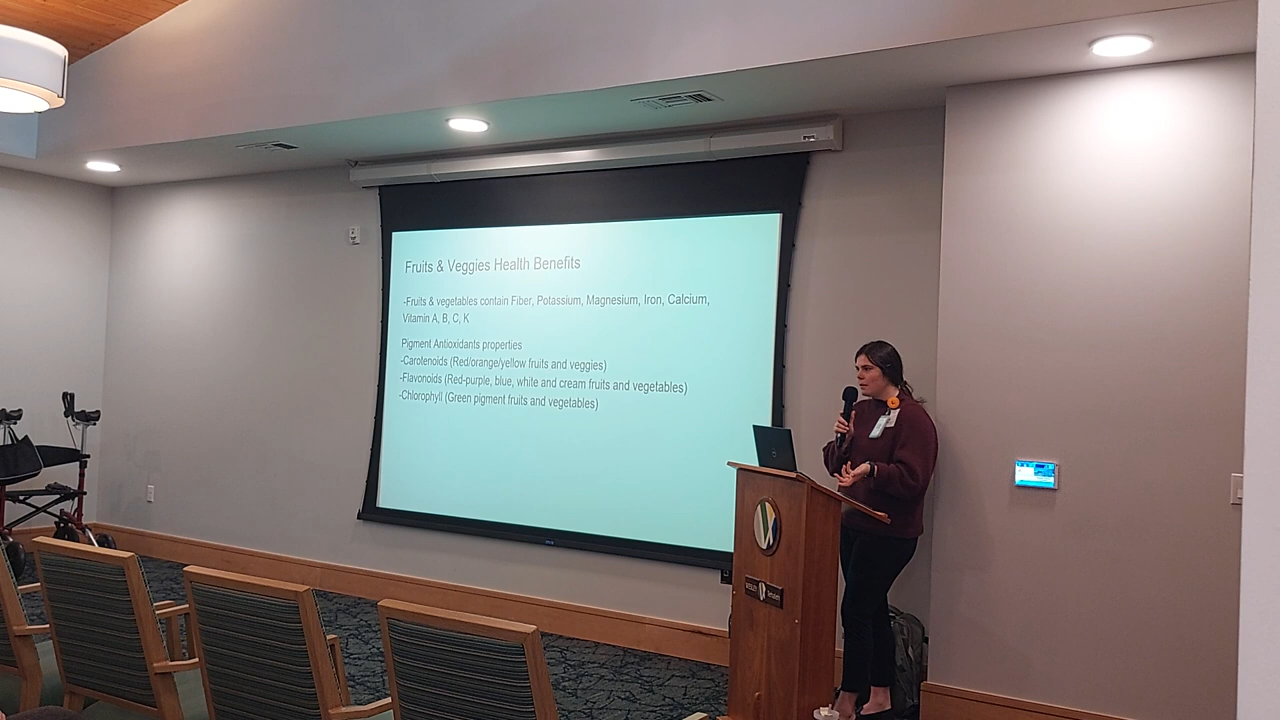 Fruits & Veggies Health Benefits
-Fruits & vegetables contain Fiber, Potassium, Magnesium, Iron, Calcium,
Vitamin A, B, C, K
Pigment Antioxidants properties
-Carotenoids (Red/orange/yellow fruits and veggies)
-Flavonoids (Red-purple, blue, white and cream fruits and vegetables)
-Chlorophyll (Green pigment fruits and vegetables)